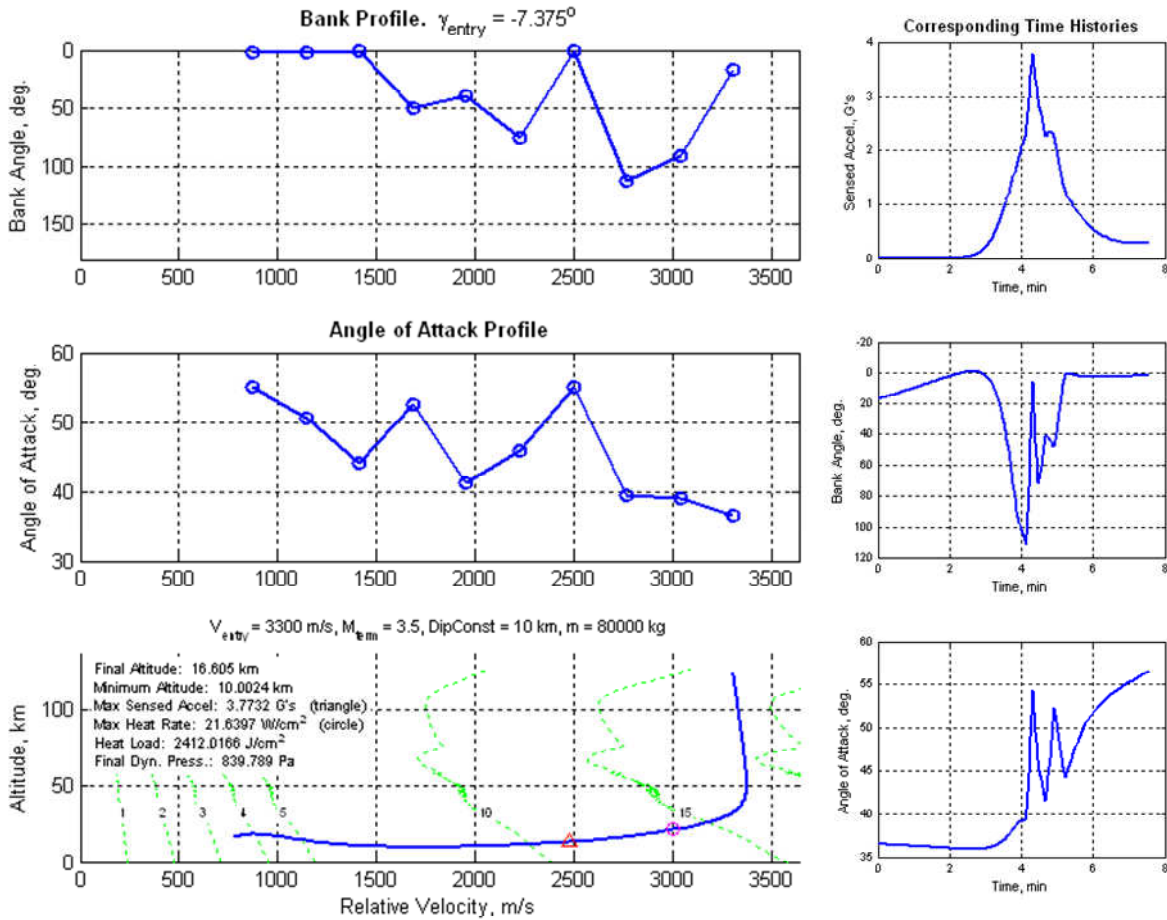 Bank Profile. γentry = -7.375o
0
50
100
150
Bank Angle, deg.
0 500 1000 1500 2000 2500 3000 3500
Angle of Attack Profile
60
50
40
30
Angle of Attack, deg.
0 500 1000 1500 2000 2500 3000 3500
Ventry = 3300 m/s, Mterm = 3.5, DipConst = 10 km, m = 80000 kg
Final Altitude: 16.605 km
Minimum Altitude: 10.0024 km
Max Sensed Accel: 3.7732 G's (triangle)
Max Heat Rate: 21.6397 W/cm2 (circle)
Heat Load: 2412.0166 J/cm2
Final Dyn. Press.: 839.789 Pa
100
50
0
Altitude, km
1 2 3 4 5 10 15
0 500 1000 1500 2000 2500 3000 3500
Relative Velocity, m/s
Corresponding Time Histories
4
3
2
1
0
Sensed Accel., G's
0 2 4 6 8
Time, min
-20
0
20
40
60
80
100
120
Bank Angle, deg.
0 2 4 6 8
Time, min
60
55
50
45
40
35
Angle of Attack, deg.
0 2 4 6 8
Time, min